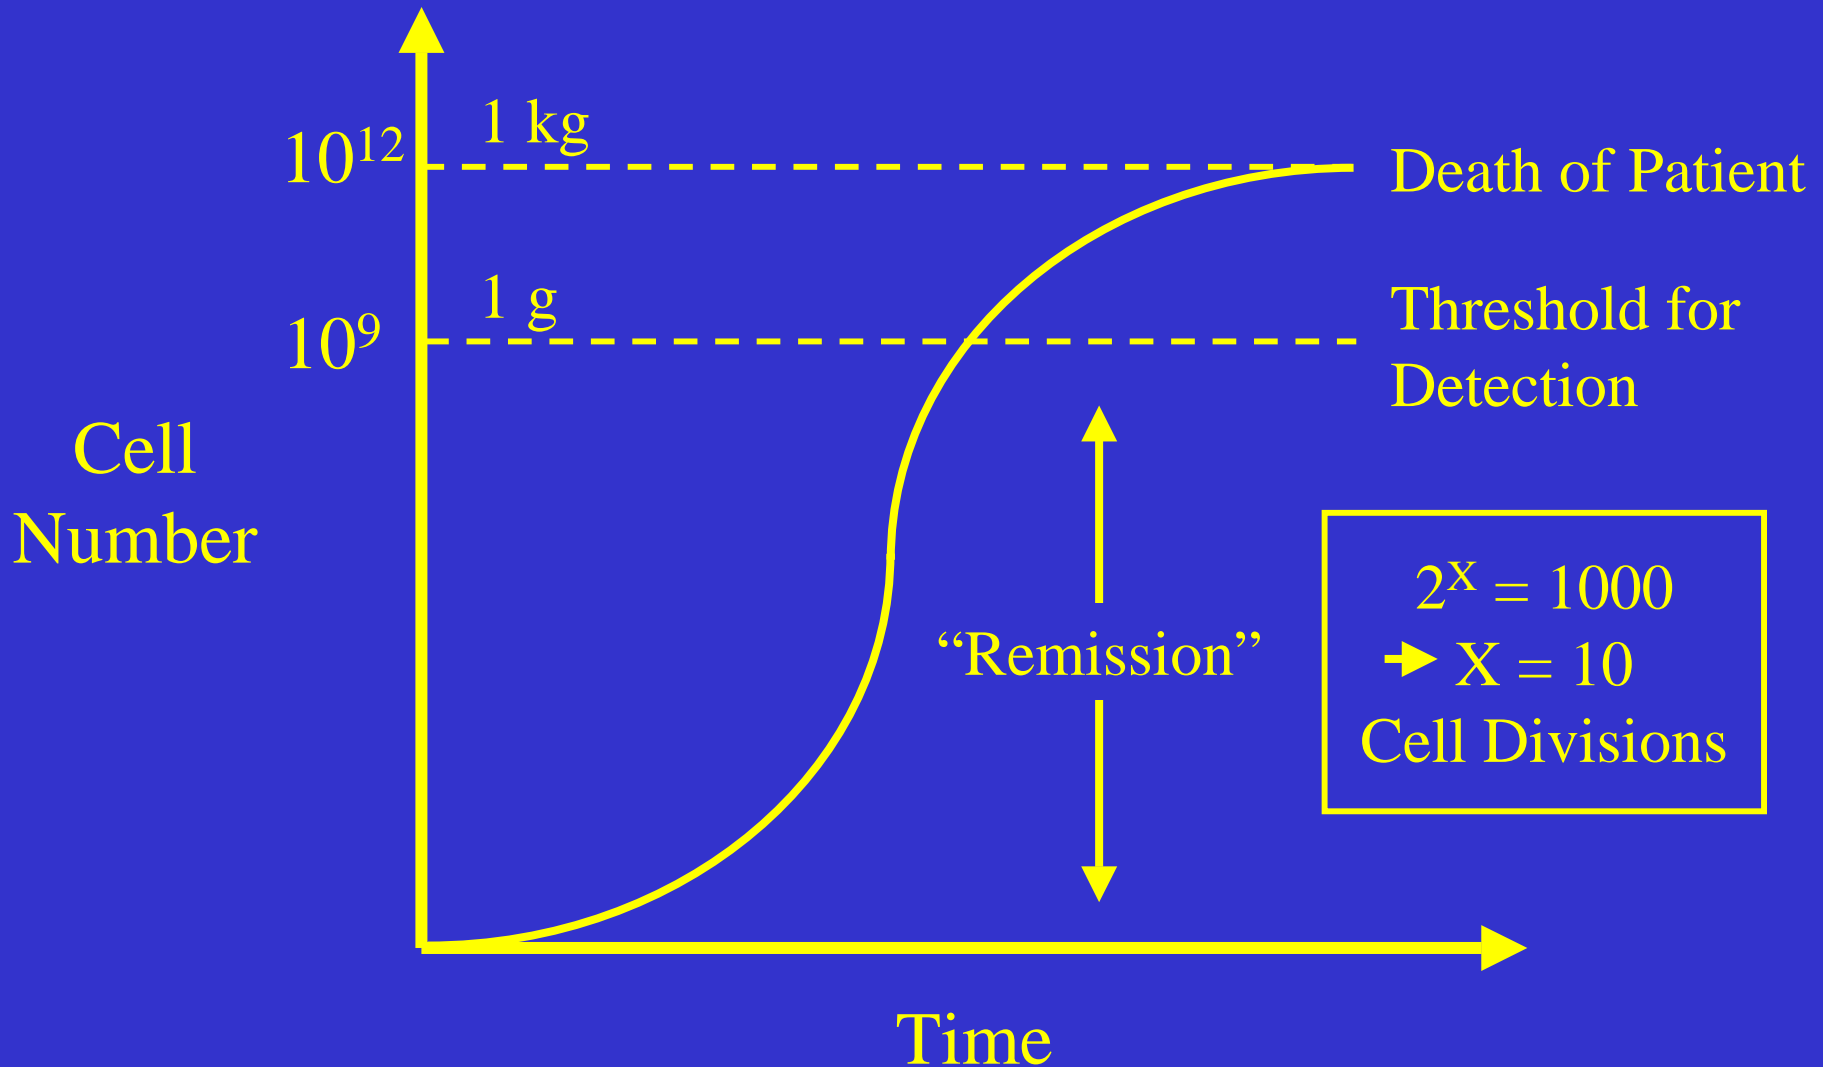 1 kg
10¹²
Death of Patient
1 g
10⁹
Threshold for
Detection
Cell
Number
“Remission”
2ˣ = 1000
➔ X = 10
Cell Divisions
Time